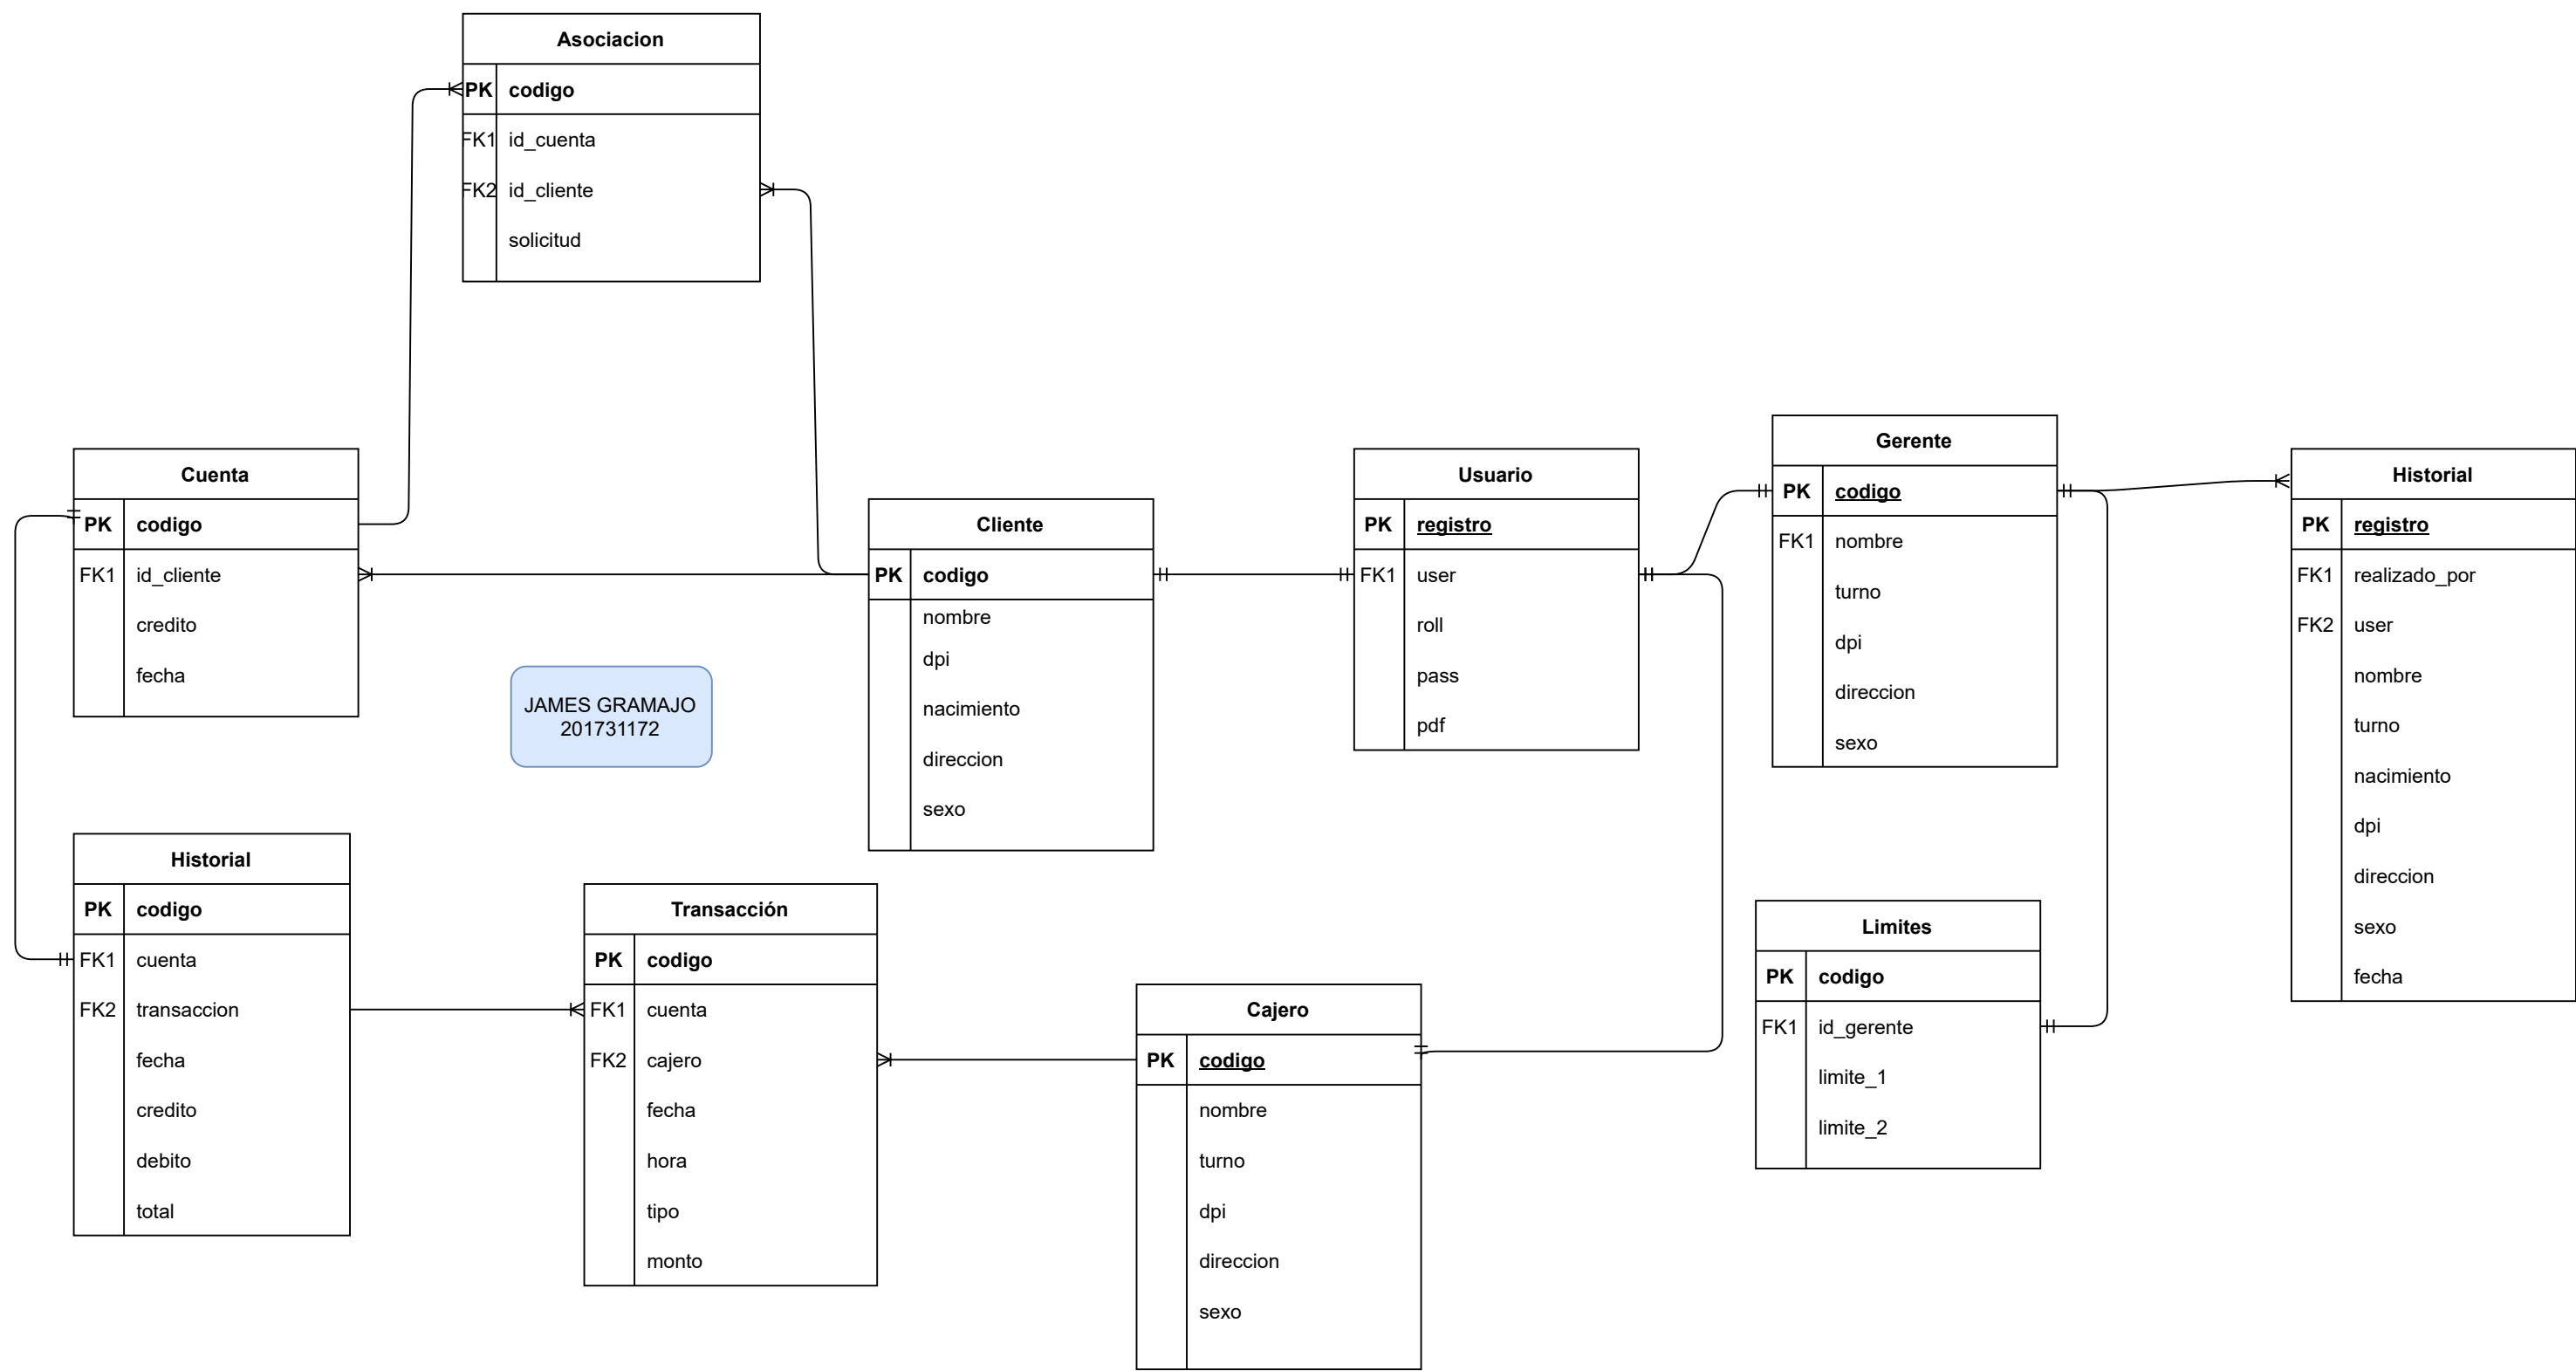 Asociacion
PK codigo
FK1 id_cuenta
FK2 id_cliente
solicitud
Cuenta
PK codigo
FK1 id_cliente
credito
fecha
Cliente
PK codigo
nombre
dpi
nacimiento
direccion
sexo
Usuario
PK registro
FK1 user
roll
pass
pdf
Gerente
PK codigo
FK1 nombre
turno
dpi
direccion
sexo
Historial
PK registro
FK1 realizado_por
FK2 user
nombre
turno
nacimiento
dpi
direccion
sexo
fecha
JAMES GRAMAJO
201731172
Historial
PK codigo
FK1 cuenta
FK2 transaccion
fecha
credito
debito
total
Transacción
PK codigo
FK1 cuenta
FK2 cajero
fecha
hora
tipo
monto
Cajero
PK codigo
nombre
turno
dpi
direccion
sexo
Limites
PK codigo
FK1 id_gerente
limite_1
limite_2